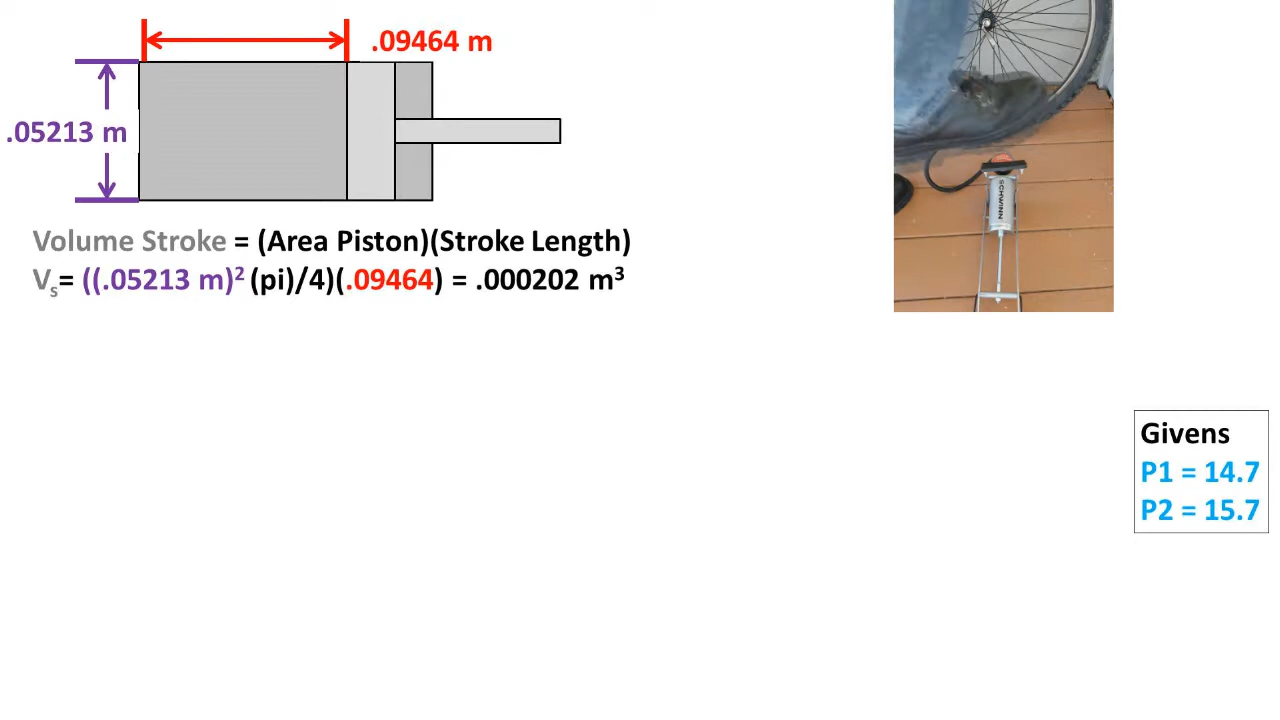 .09464 m
.05213 m
Volume Stroke = (Area Piston)(Stroke Length)
Vₛ= ((.05213 m)² (pi)/4)(.09464) = .000202 m³
SCHWINN
Givens
P1 = 14.7
P2 = 15.7